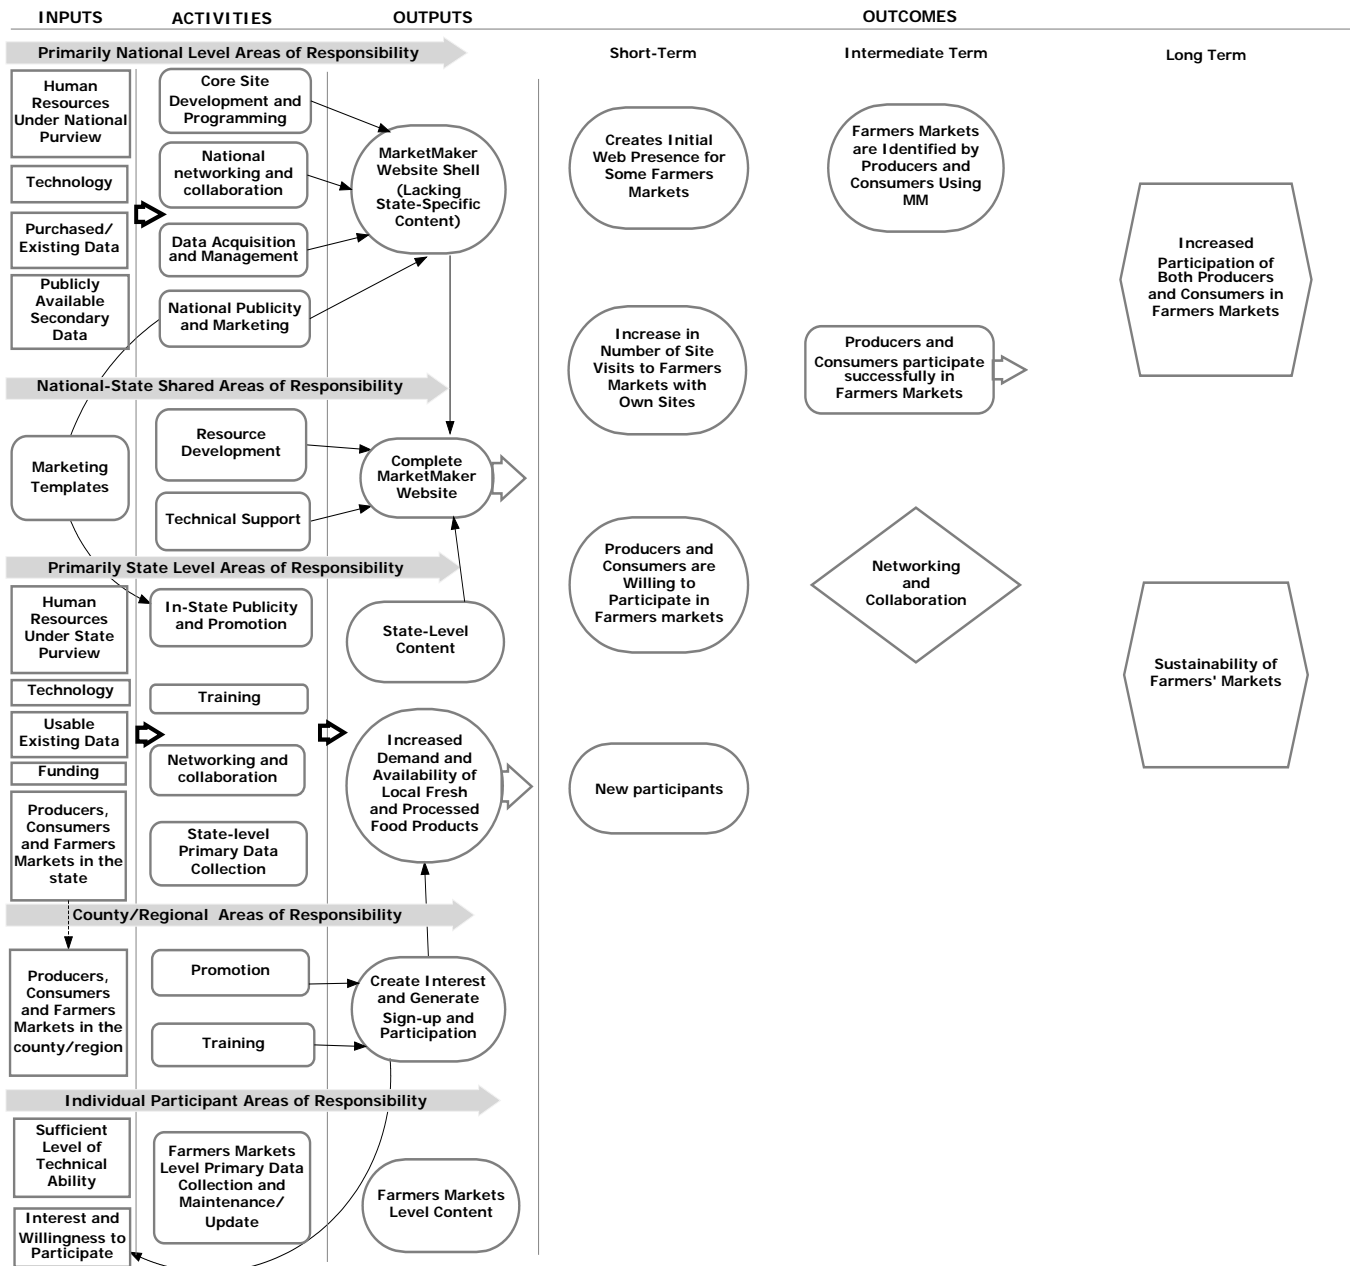 INPUTS
ACTIVITIES
OUTPUTS
OUTCOMES
Primarily National Level Areas of Responsibility
Short-Term
Intermediate Term
Long Term
Human
Resources
Under National
Purview
Technology
Purchased/
Existing Data
Publicly
Available
Secondary
Data
Core Site
Development and
Programming
National
networking and
collaboration
Data Acquisition
and Management
National Publicity
and Marketing
MarketMaker
Website Shell
(Lacking
State-Specific
Content)
Creates Initial
Web Presence for
Some Farmers
Markets
Farmers Markets
are Identified by
Producers and
Consumers Using
MM
Increased
Participation of
Both Producers
and Consumers in
Farmers Markets
Increase in
Number of Site
Visits to Farmers
Markets with
Own Sites
Producers and
Consumers participate
successfully in
Farmers Markets
National-State Shared Areas of Responsibility
Marketing
Templates
Resource
Development
Technical Support
Complete
MarketMaker
Website
Producers and
Consumers are
Willing to
Participate in
Farmers markets
Networking
and
Collaboration
Primarily State Level Areas of Responsibility
Human
Resources
Under State
Purview
Technology
Usable
Existing Data
Funding
Producers,
Consumers
and Farmers
Markets in the
state
In-State Publicity
and Promotion
Training
Networking and
collaboration
State-level
Primary Data
Collection
State-Level
Content
Increased
Demand and
Availability of
Local Fresh
and Processed
Food Products
New participants
Sustainability of
Farmers' Markets
County/Regional Areas of Responsibility
Producers,
Consumers
and Farmers
Markets in the
county/region
Promotion
Training
Create Interest
and Generate
Sign-up and
Participation
Individual Participant Areas of Responsibility
Sufficient
Level of
Technical
Ability
Interest and
Willingness to
Participate
Farmers Markets
Level Primary Data
Collection and
Maintenance/
Update
Farmers Markets
Level Content